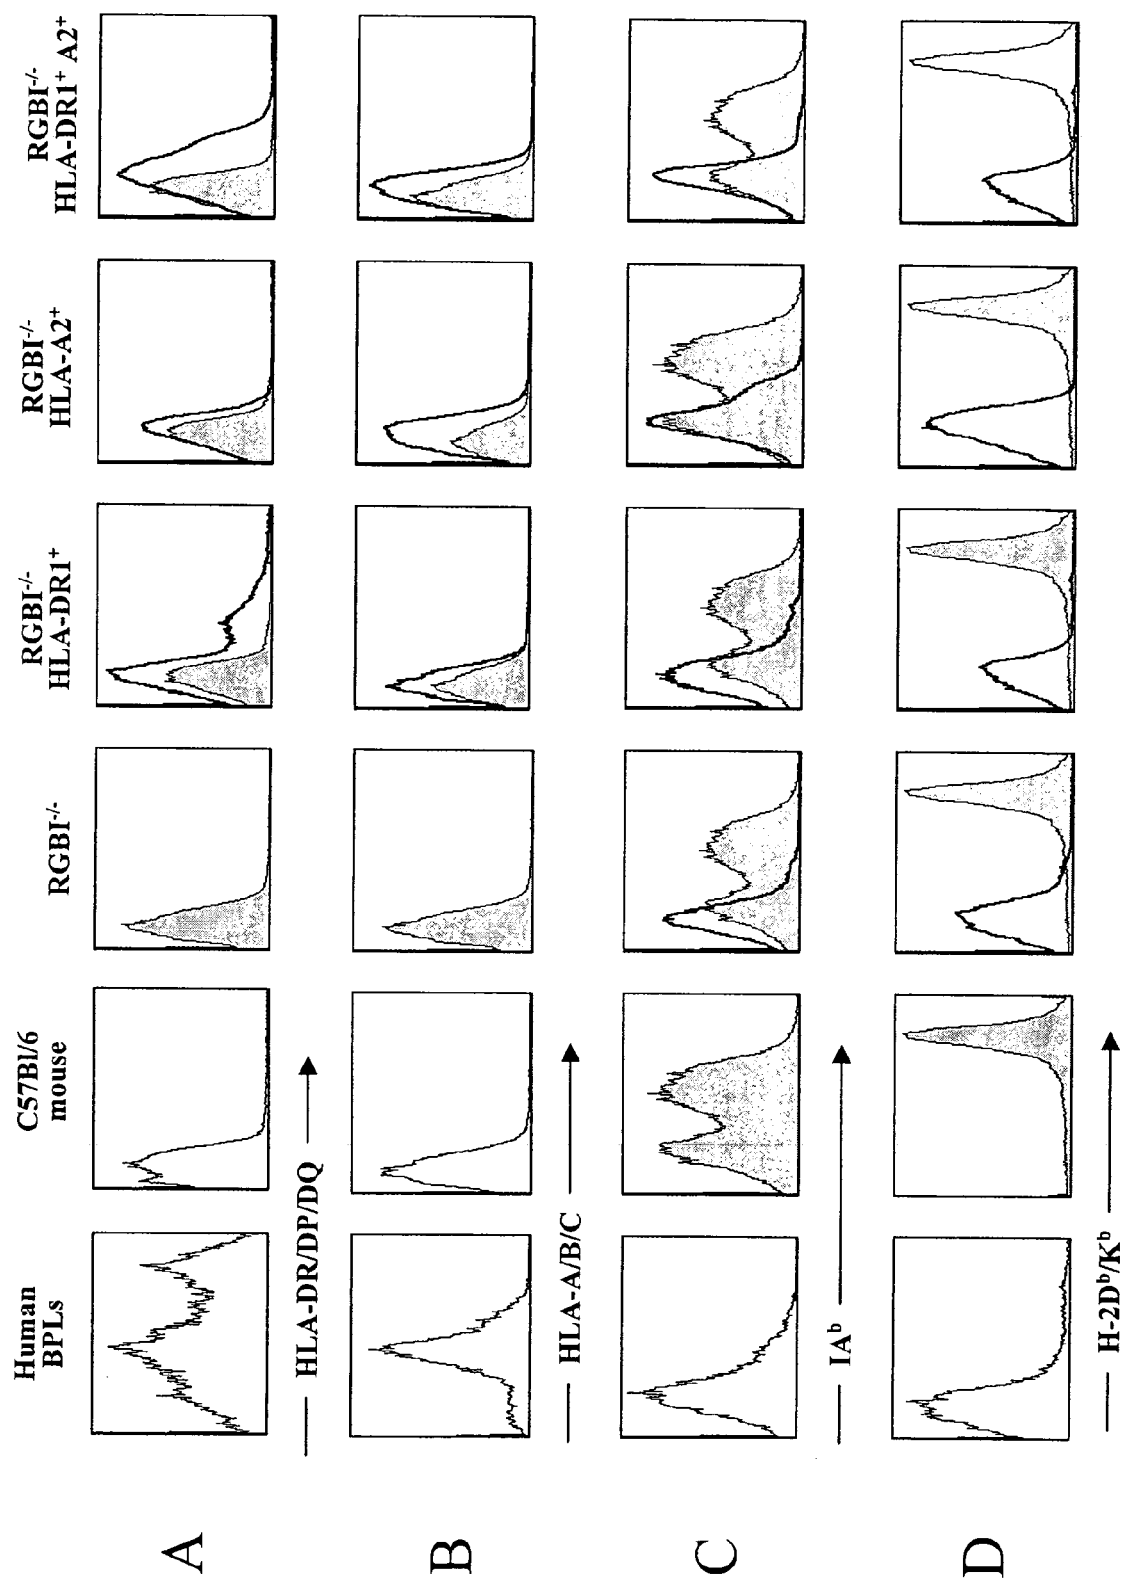 Human
BPLs
C57Bl/6
mouse
RGBI-/-
RGBI-/-
HLA-DR1+
RGBI-/-
HLA-A2+
RGBI-/-
HLA-DR1+ A2+
A
HLA-DR/DP/DQ
B
HLA-A/B/C
C
IAb
D
H-2Db/Kb